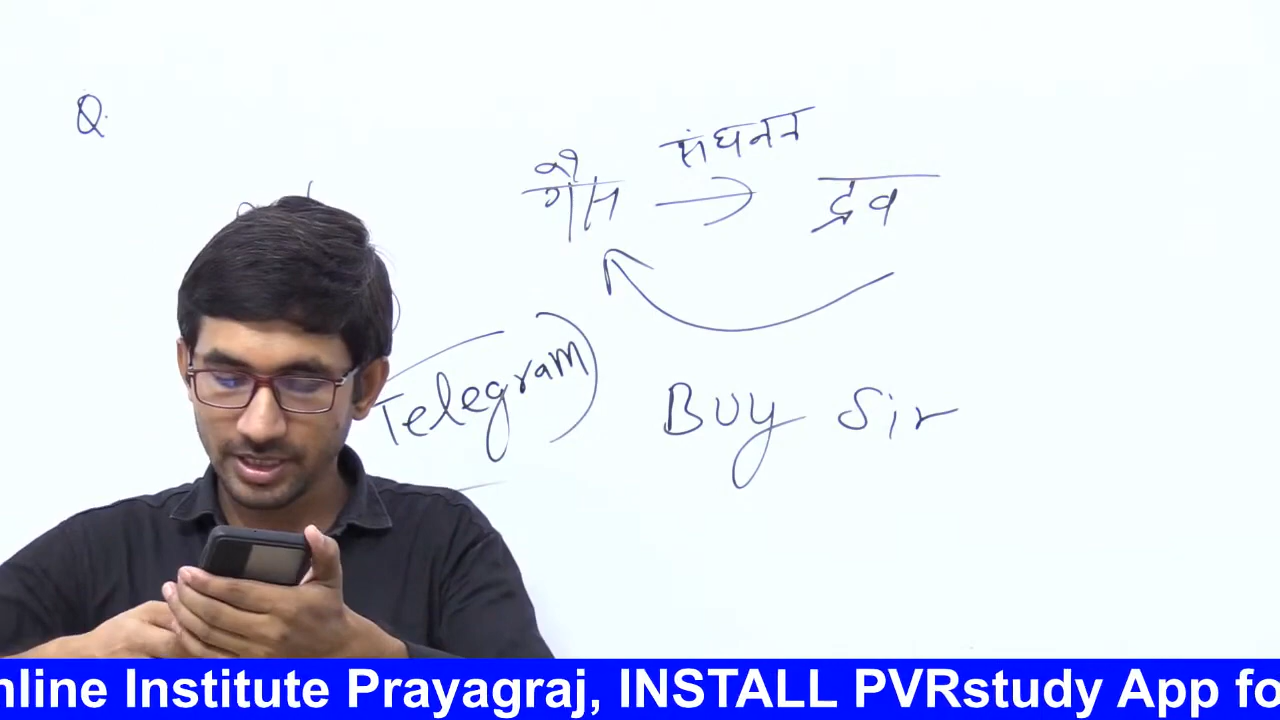 Q.
संघनन
गैस → द्रव
Telegram
Buy Sir
nline Institute Prayagraj, INSTALL PVRstudy App fo